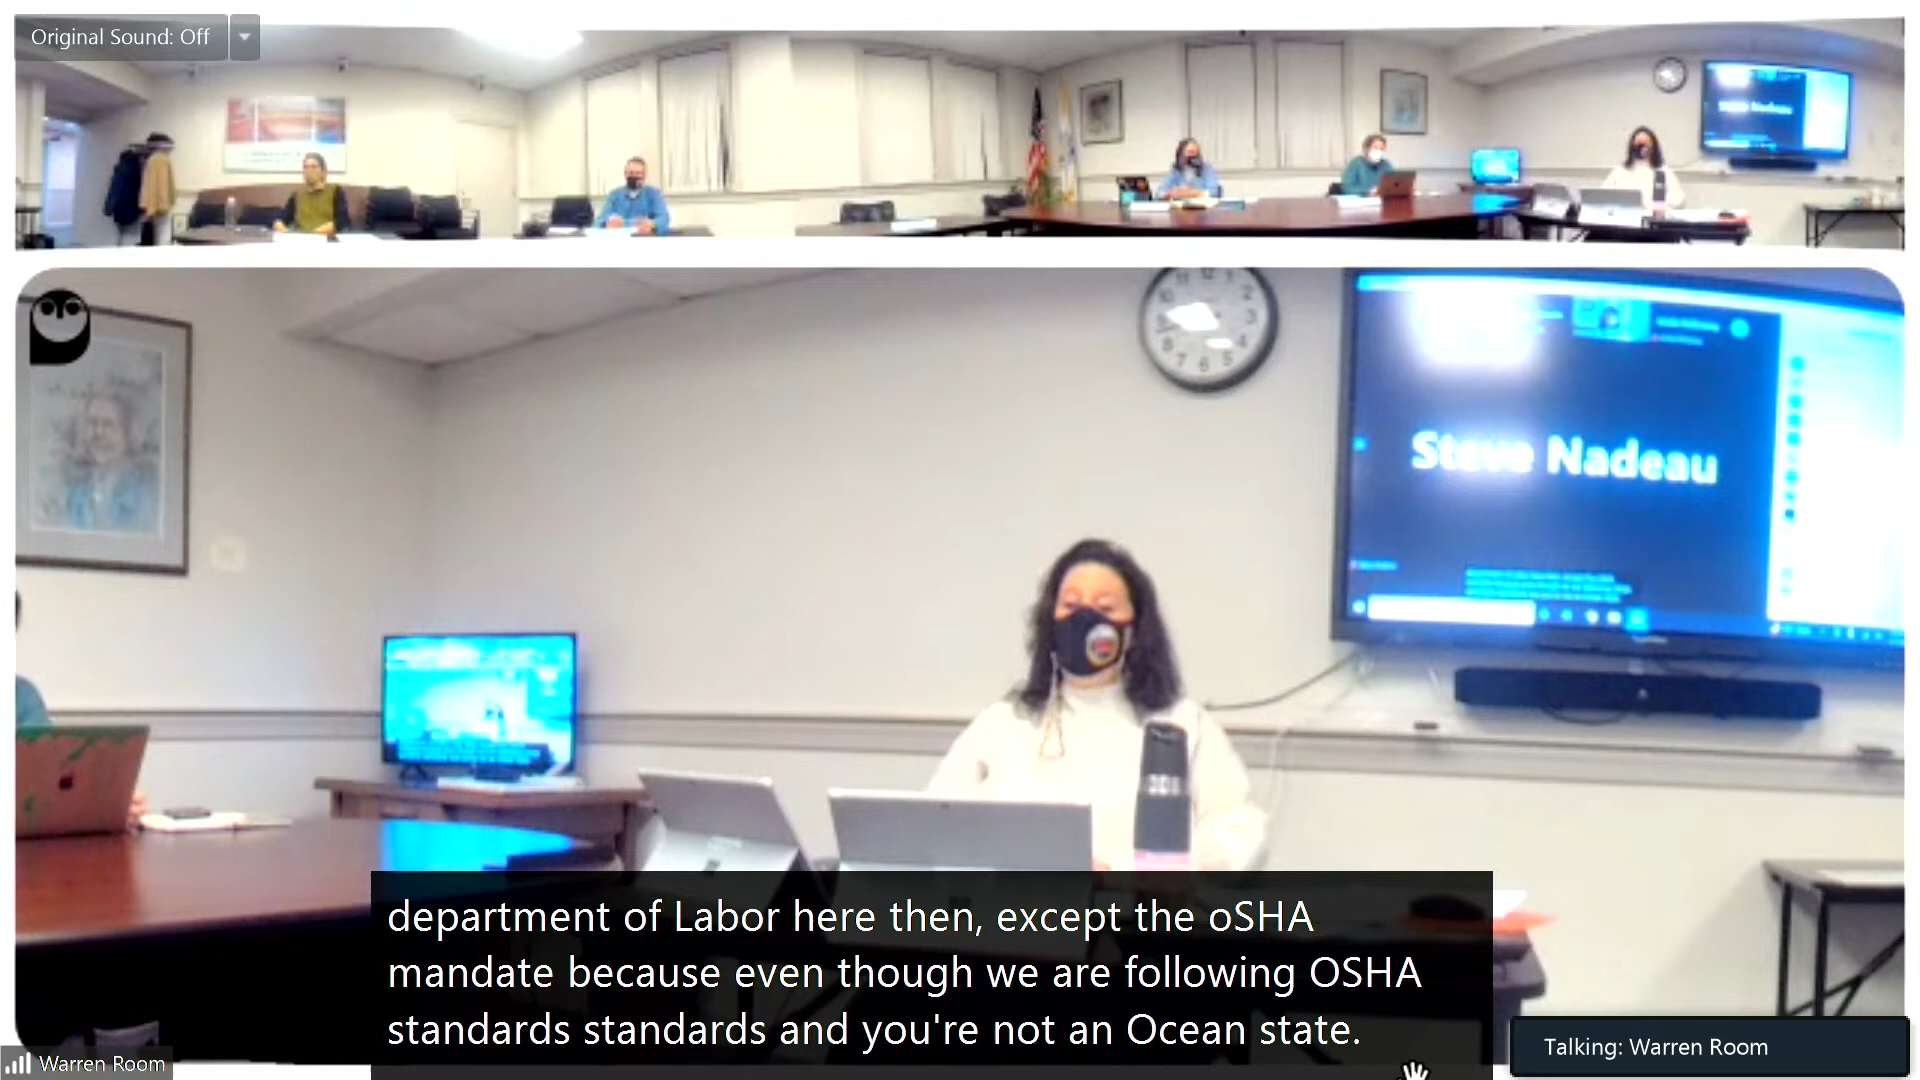 Original Sound: Off
Steve Nadeau
department of Labor here then, except the oSHA
mandate because even though we are following OSHA
standards standards and you're not an Ocean state.
Talking: Warren Room
Warren Room